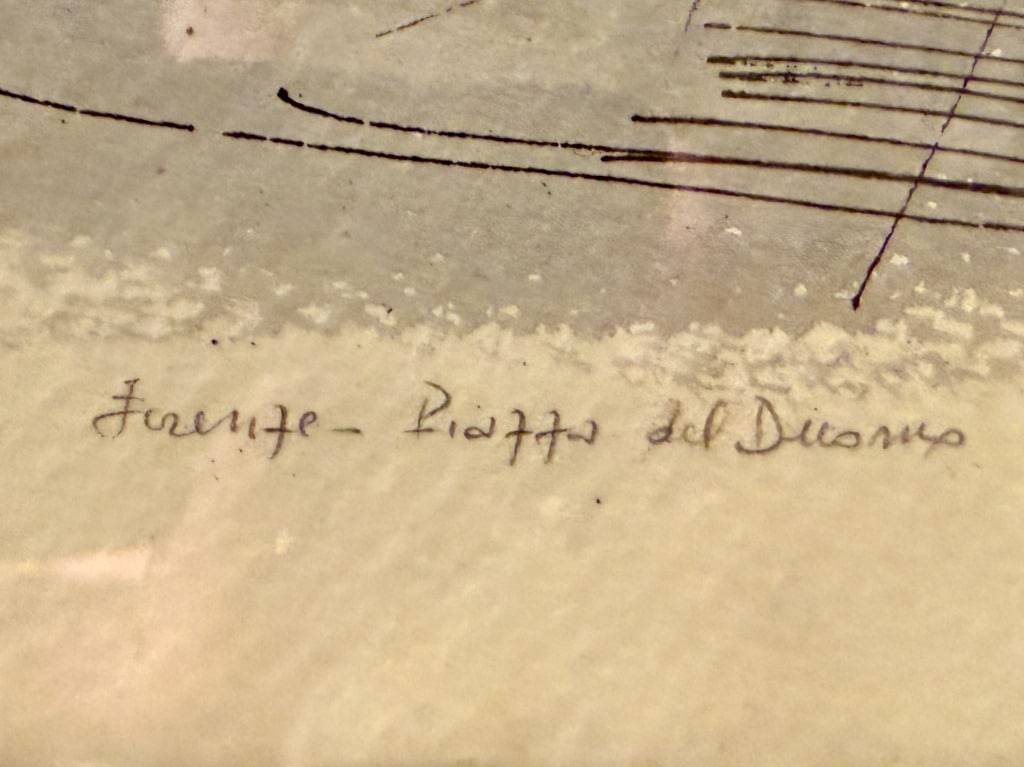 Firenze - Piazza del Duomo